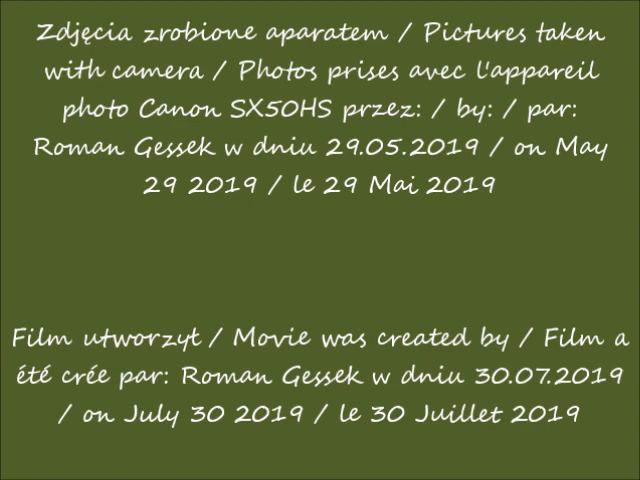 Zdjęcia zrobione aparatem / Pictures taken
with camera / Photos prises avec l'appareil
photo Canon SX50HS przez: / by: / par:
Roman Gessek w dniu 29.05.2019 / on May
29 2019 / le 29 Mai 2019
Film utworzył / Movie was created by / Film a
été crée par: Roman Gessek w dniu 30.07.2019
/ on July 30 2019 / le 30 Juillet 2019